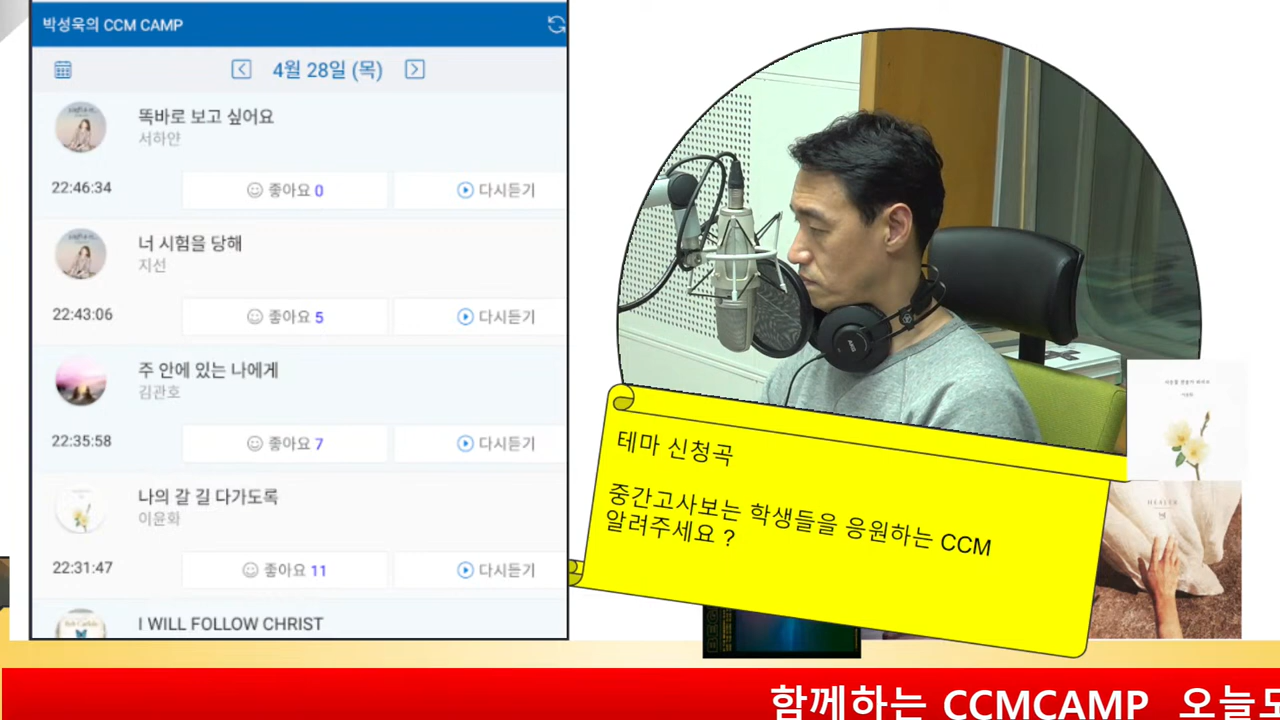 박성욱의 CCM CAMP
4월 28일 (목)
똑바로 보고 싶어요
서하얀
22:46:34
좋아요 0
다시듣기
너 시험을 당해
지선
22:43:06
좋아요 5
다시듣기
주 안에 있는 나에게
김관호
22:35:58
좋아요 7
다시듣기
나의 갈 길 다가도록
이윤화
22:31:47
좋아요 11
다시듣기
I WILL FOLLOW CHRIST
테마 신청곡
중간고사보는 학생들을 응원하는 CCM
알려주세요 ?
HEALER
함께하는 CCMCAMP 오늘도